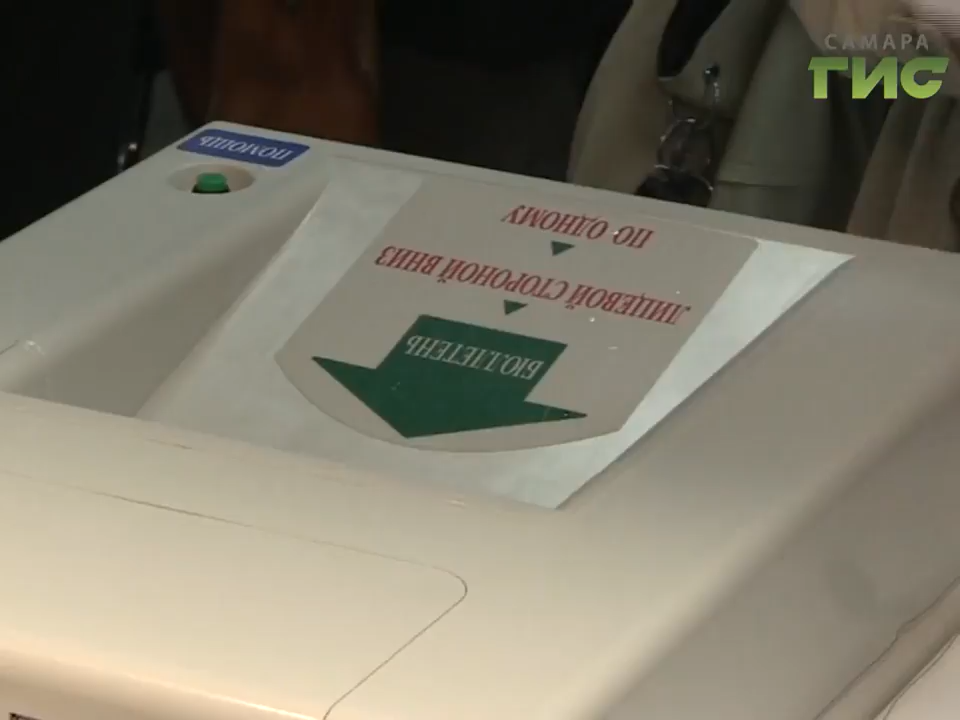 САМАРА
ГИС
ПОМОЩЬ
БЮЛЛЕТЕНЬ
ЛИЦЕВОЙ СТОРОНОЙ ВНИЗ
ПО ОДНОМУ